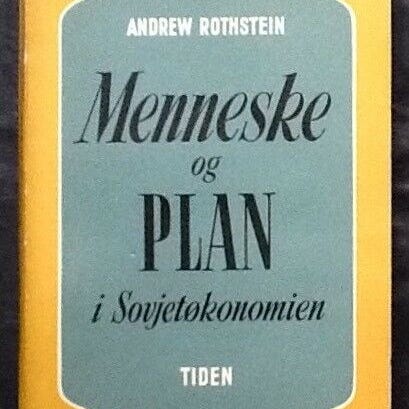 ANDREW ROTHSTEIN
Menneske
og
PLAN
i Sovjetøkonomien
TIDEN